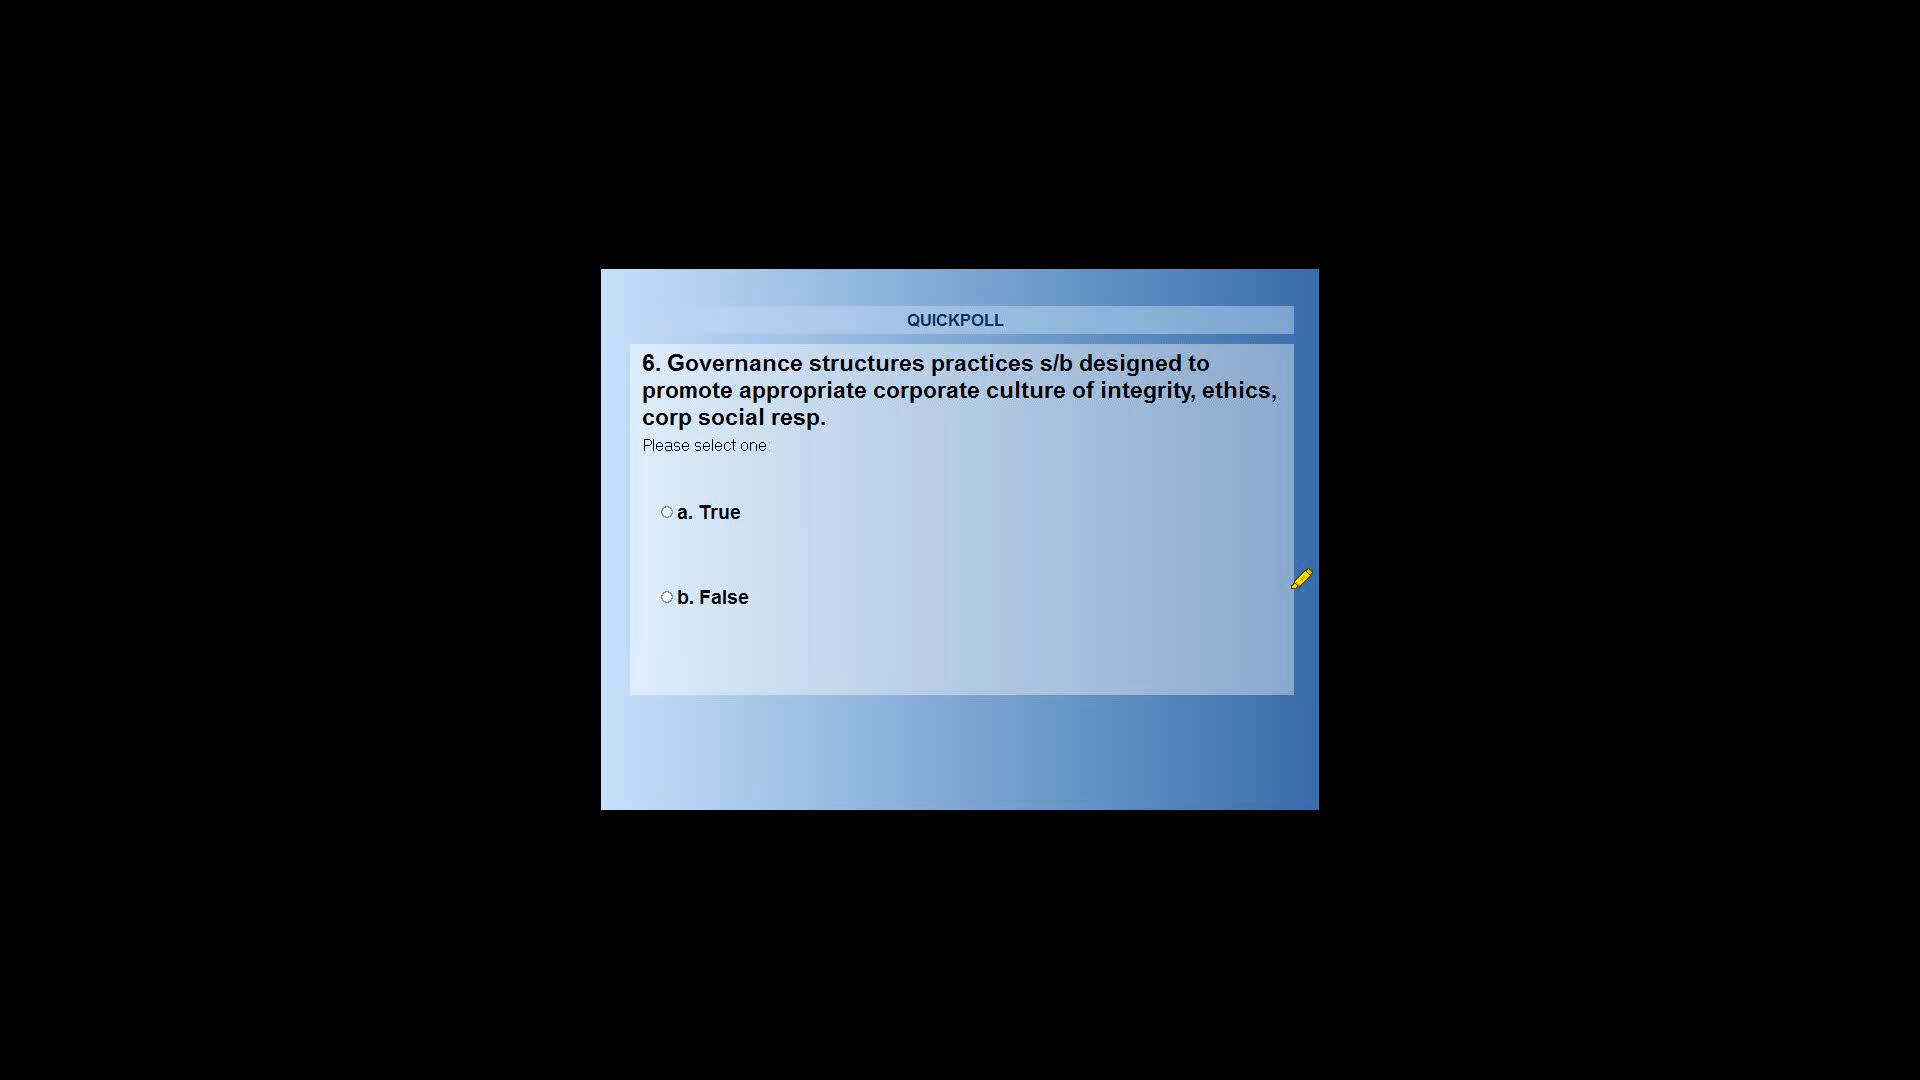 QUICKPOLL
6. Governance structures practices s/b designed to
promote appropriate corporate culture of integrity, ethics,
corp social resp.
Please select one:
a. True
b. False